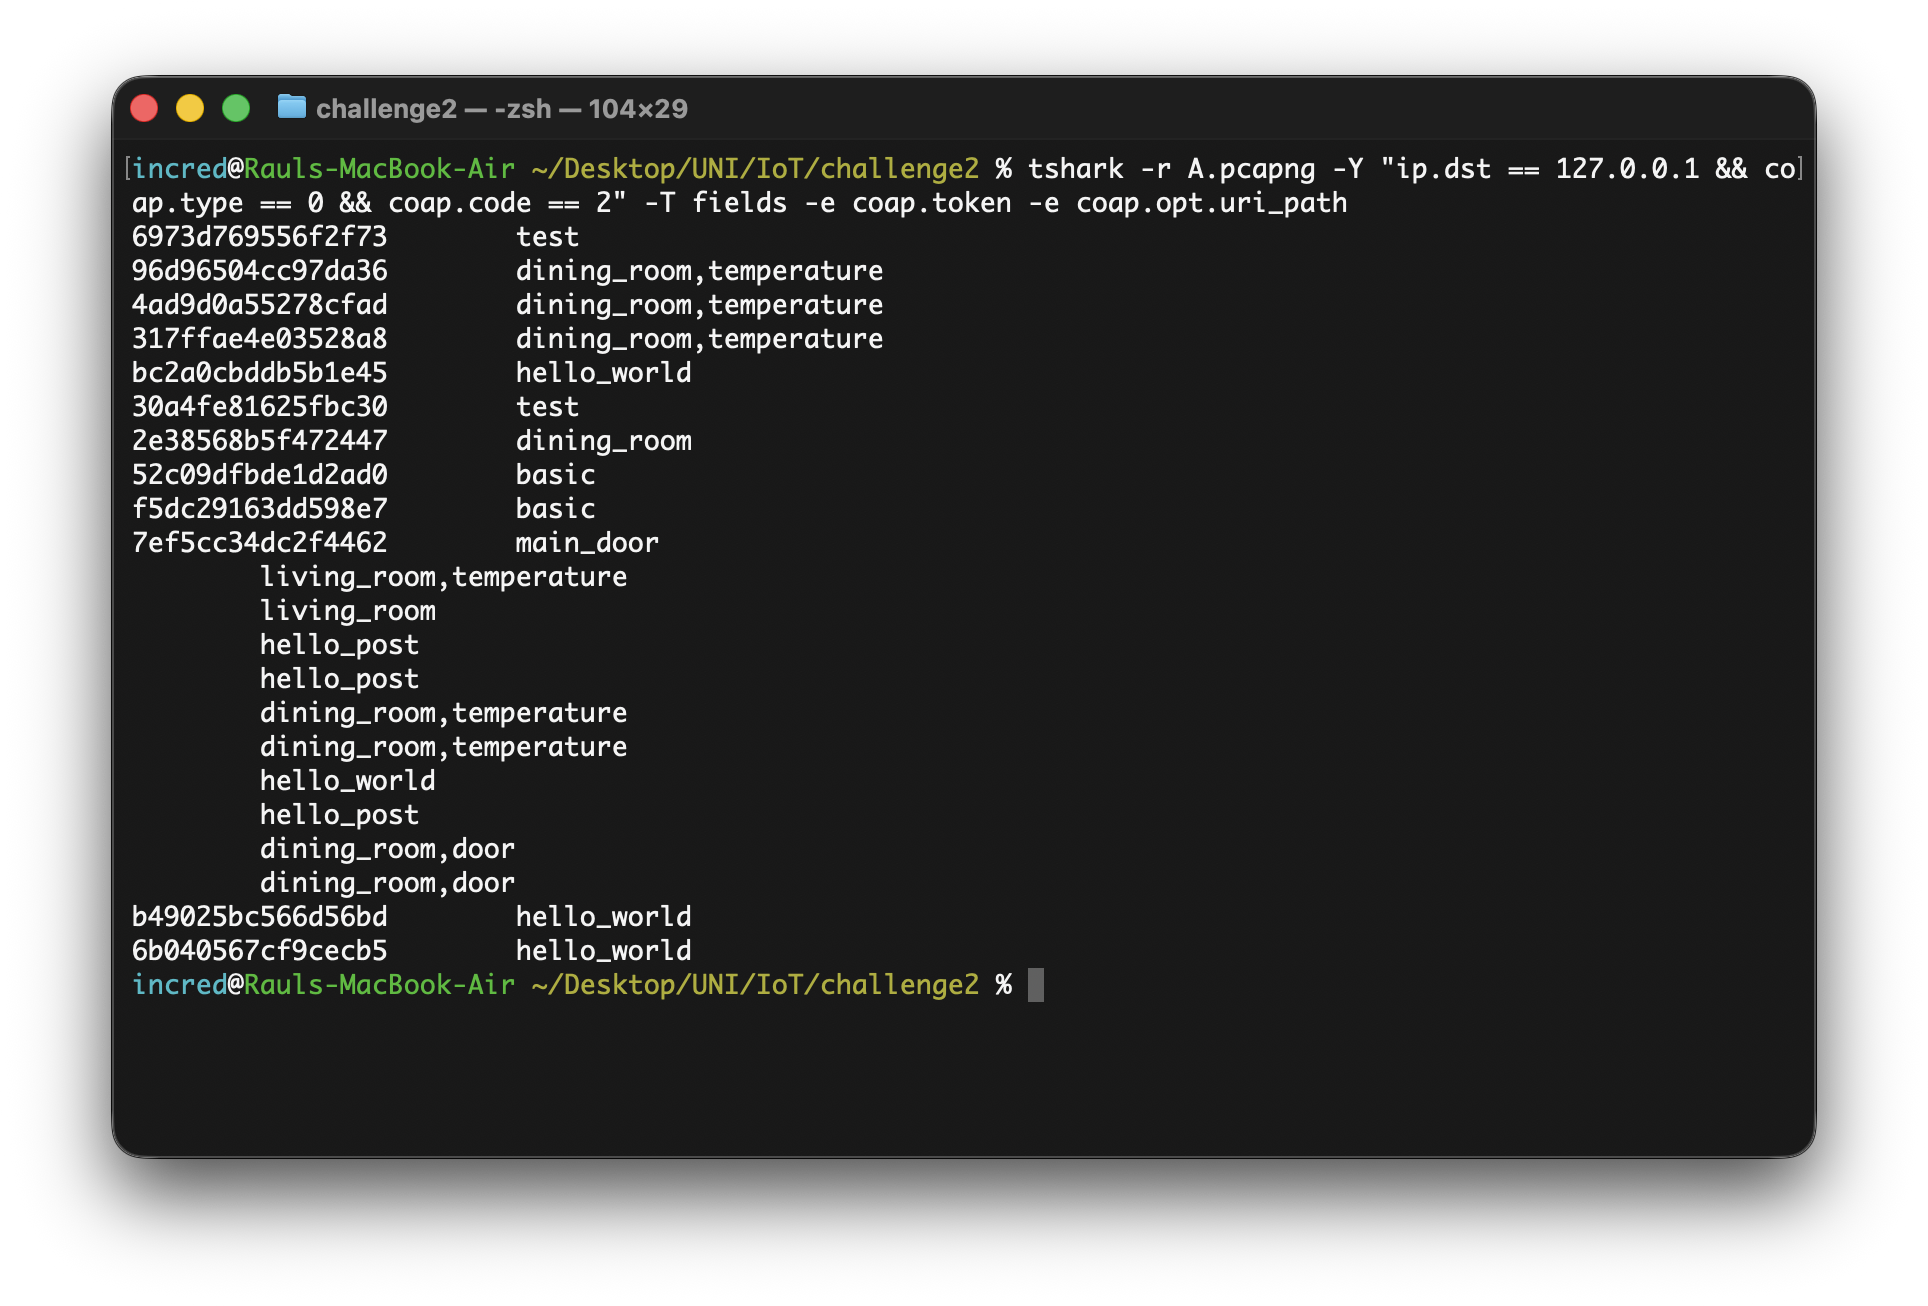 challenge2 — -zsh — 104×29
incred@Rauls-MacBook-Air ~/Desktop/UNI/IoT/challenge2 % tshark -r A.pcapng -Y "ip.dst == 127.0.0.1 && co
ap.type == 0 && coap.code == 2" -T fields -e coap.token -e coap.opt.uri_path
6973d769556f2f73        test
96d96504cc97da36        dining_room,temperature
4ad9d0a55278cfad        dining_room,temperature
317ffae4e03528a8        dining_room,temperature
bc2a0cbddb5b1e45        hello_world
30a4fe81625fbc30        test
2e38568b5f472447        dining_room
52c09dfbde1d2ad0        basic
f5dc29163dd598e7        basic
7ef5cc34dc2f4462        main_door
        living_room,temperature
        living_room
        hello_post
        hello_post
        dining_room,temperature
        dining_room,temperature
        hello_world
        hello_post
        dining_room,door
        dining_room,door
b49025bc566d56bd        hello_world
6b040567cf9cecb5        hello_world
incred@Rauls-MacBook-Air ~/Desktop/UNI/IoT/challenge2 %